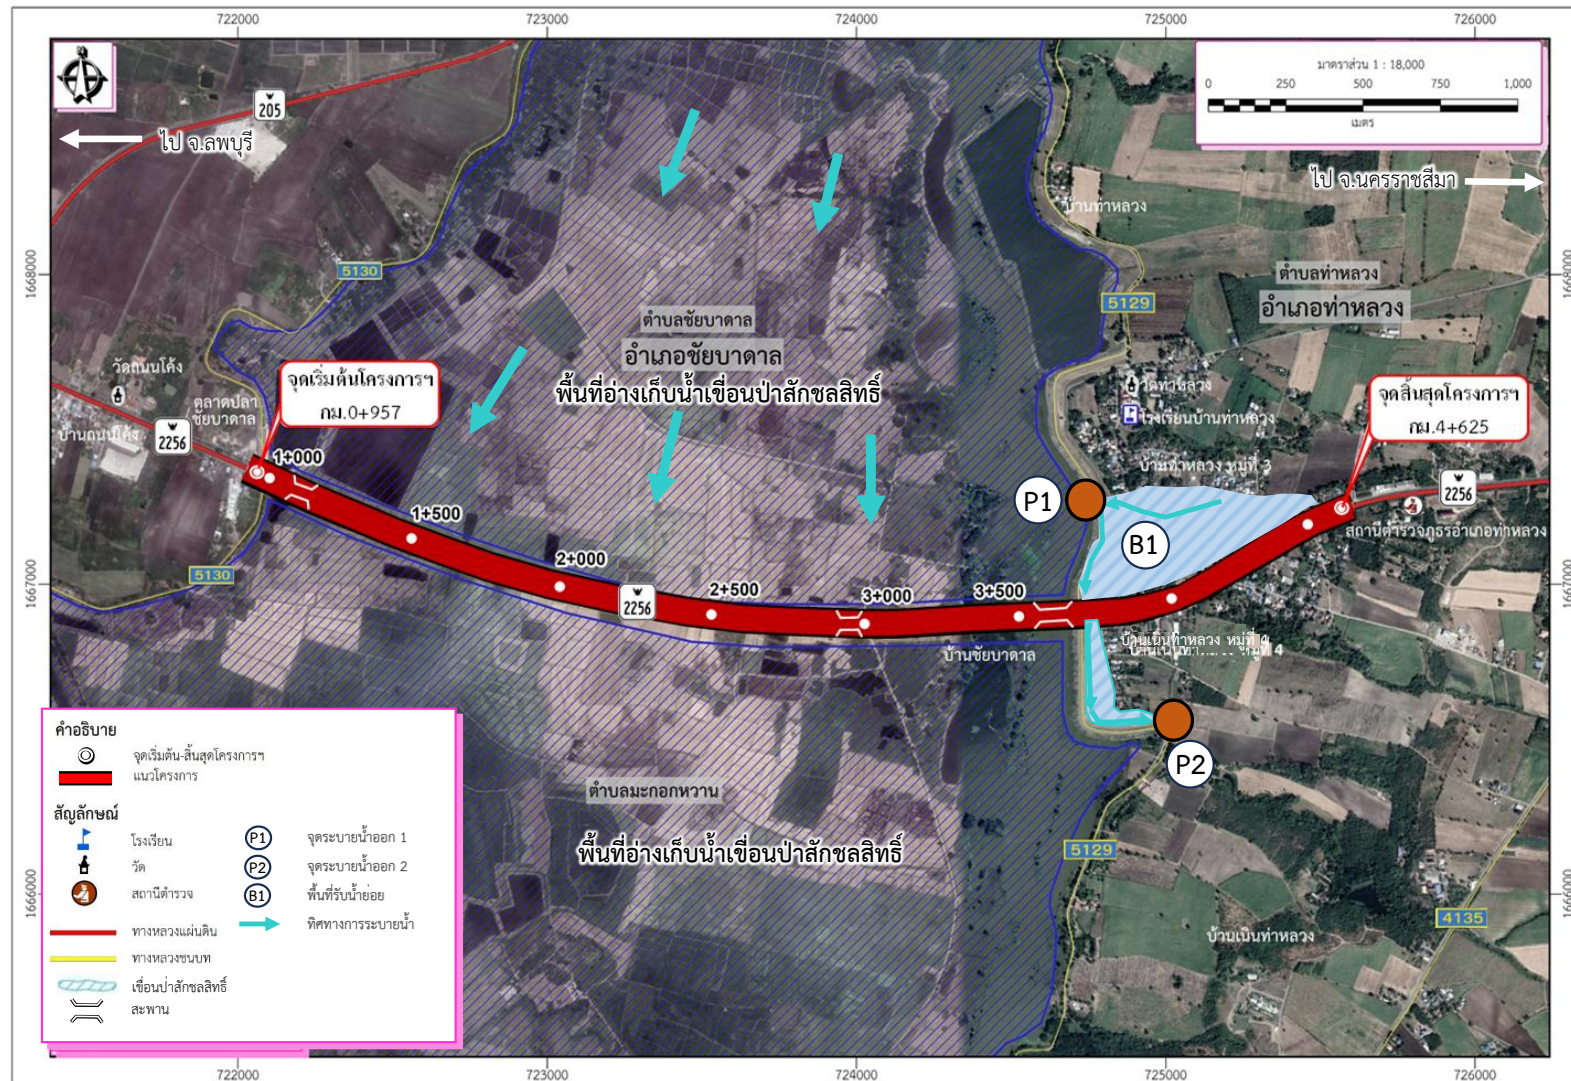 722000
723000
724000
725000
726000
มาตราส่วน 1 : 18,000
0 250 500 750 1,000
เมตร
205
ไป จ.ลพบุรี
ไป จ.นครราชสีมา
บ้านท่าหลวง
1668000
1668000
5130
ตำบลท่าหลวง
อำเภอท่าหลวง
5129
ตำบลชัยบาดาล
อำเภอชัยบาดาล
พื้นที่อ่างเก็บน้ำเขื่อนป่าสักชลสิทธิ์
วัดถนนโค้ง
จุดเริ่มต้นโครงการฯ
กม.0+957
ตลาดปลา
ชัยบาดาล
วัดท่าหลวง
โรงเรียนบ้านท่าหลวง
จุดสิ้นสุดโครงการฯ
กม.4+625
บ้านถนนโค้ง
2256
1+000
บ้านท่าหลวง หมู่ที่ 3
2256
P1
1+500
B1
สถานีตำรวจภูธรอำเภอท่าหลวง
2+000
5130
1667000
1667000
2256
2+500
3+000
3+500
บ้านเนินท่าหลวง หมู่ที่ 4
บ้านชัยบาดาล
P2
ตำบลมะกอกหวาน
พื้นที่อ่างเก็บน้ำเขื่อนป่าสักชลสิทธิ์
5129
1666000
1666000
4135
บ้านเนินท่าหลวง
คำอธิบาย
จุดเริ่มต้น-สิ้นสุดโครงการฯ
แนวโครงการ
สัญลักษณ์
โรงเรียน
วัด
สถานีตำรวจ
ทางหลวงแผ่นดิน
ทางหลวงชนบท
เขื่อนป่าสักชลสิทธิ์
สะพาน
P1 จุดระบายน้ำออก 1
P2 จุดระบายน้ำออก 2
B1 พื้นที่รับน้ำย่อย
ทิศทางการระบายน้ำ
722000
723000
724000
725000
726000